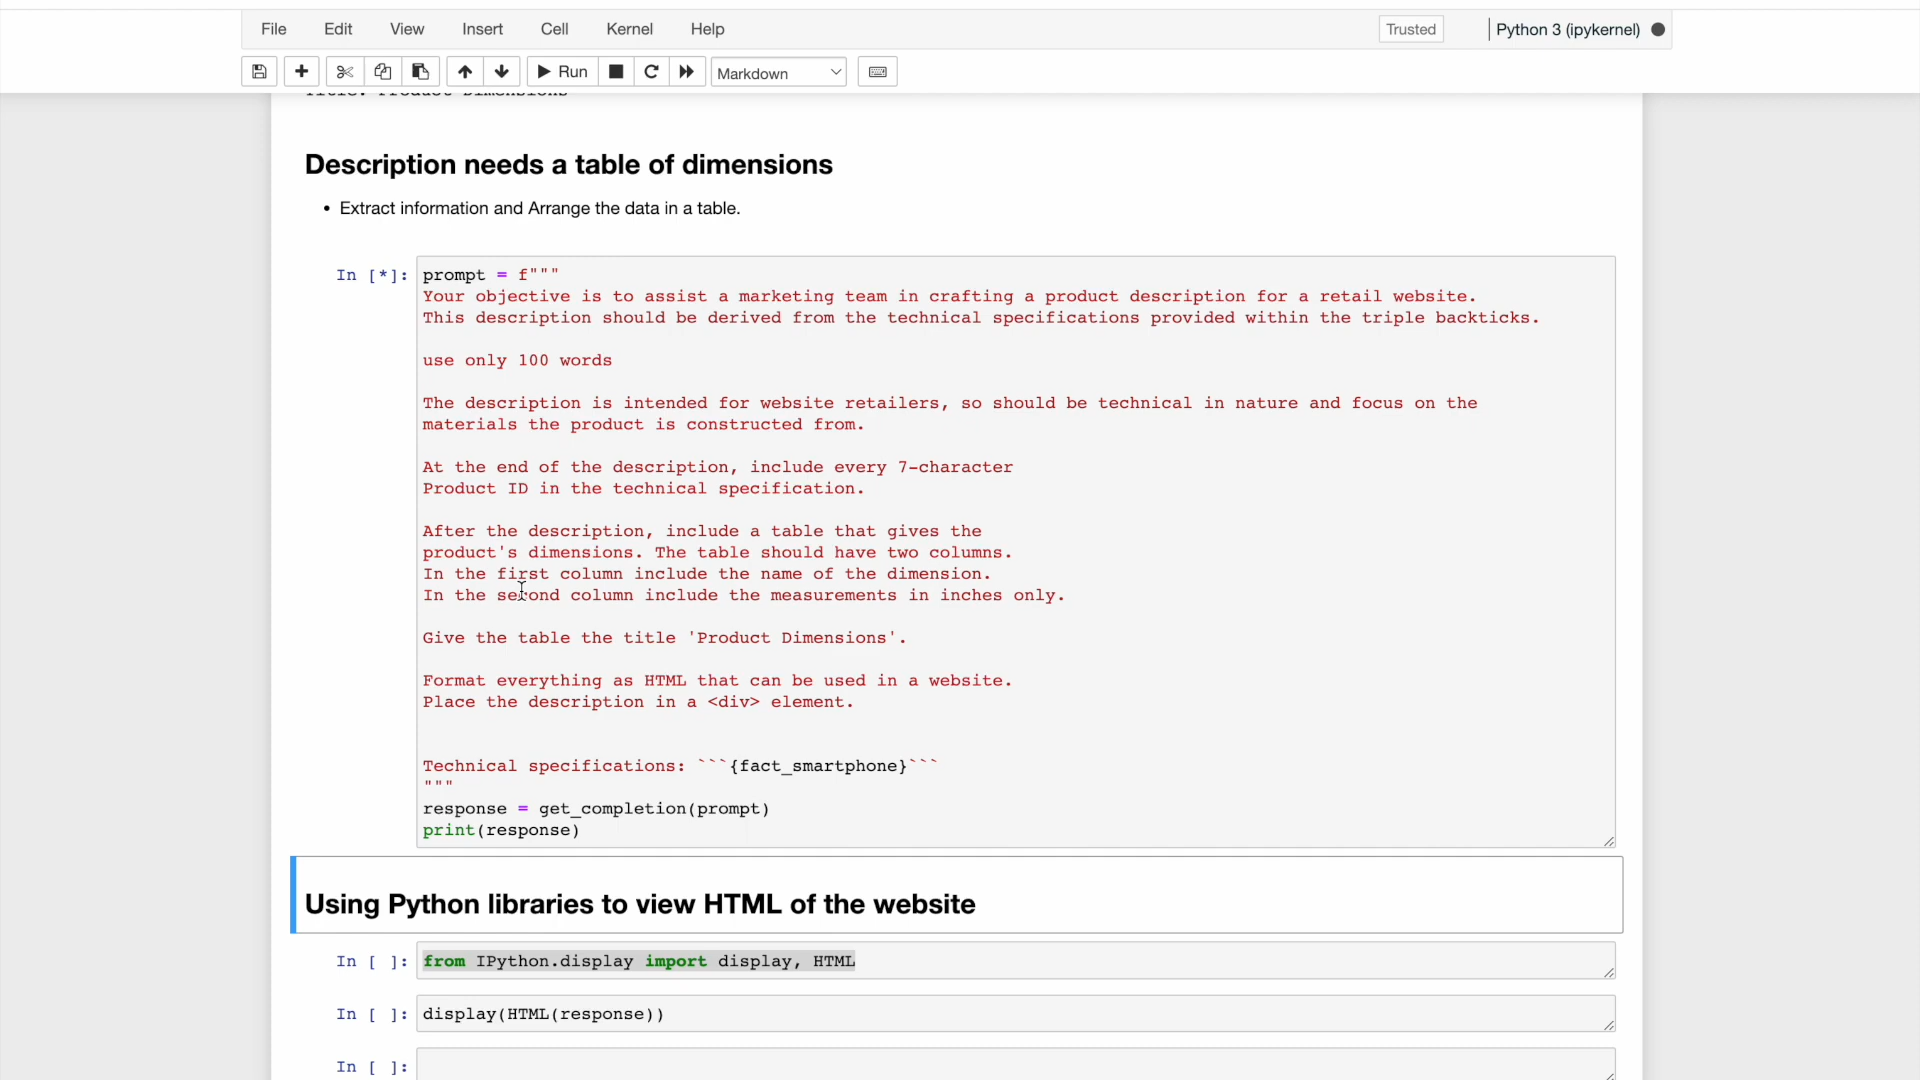 File Edit View Insert Cell Kernel Help Trusted Python 3 (ipykernel)
Run Markdown
Title: Product Dimensions
Description needs a table of dimensions
• Extract information and Arrange the data in a table.
In [*]: prompt = f"""
Your objective is to assist a marketing team in crafting a product description for a retail website.
This description should be derived from the technical specifications provided within the triple backticks.
use only 100 words
The description is intended for website retailers, so should be technical in nature and focus on the
materials the product is constructed from.
At the end of the description, include every 7-character
Product ID in the technical specification.
After the description, include a table that gives the
product's dimensions. The table should have two columns.
In the first column include the name of the dimension.
In the second column include the measurements in inches only.
Give the table the title 'Product Dimensions'.
Format everything as HTML that can be used in a website.
Place the description in a <div> element.
Technical specifications: ```{fact_smartphone}```
"""
response = get_completion(prompt)
print(response)
Using Python libraries to view HTML of the website
In [ ]: from IPython.display import display, HTML
In [ ]: display(HTML(response))
In [ ]: